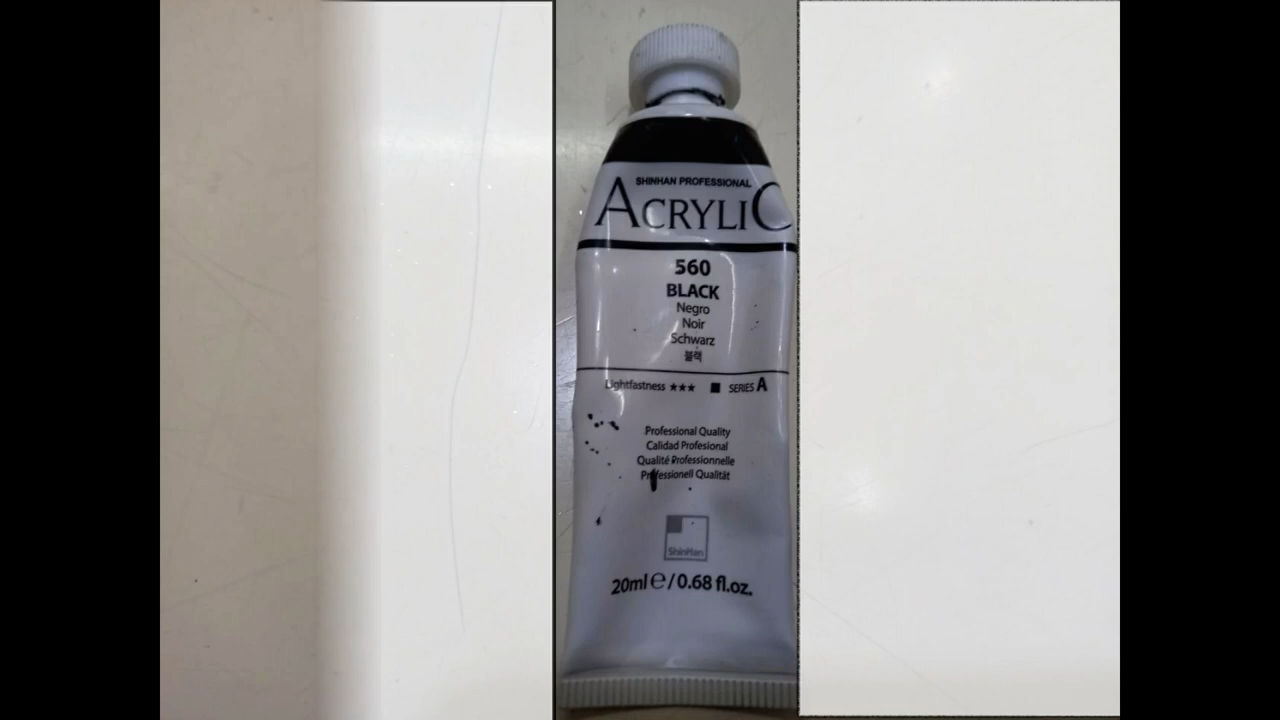 SHINHAN PROFESSIONAL
ACRYLIC
560
BLACK
Negro
Noir
Schwarz
블랙
Lightfastness ★★★ ■ SERIES A
Professional Quality
Calidad Profesional
Qualité Professionnelle
Professionell Qualität
ShinHan
20ml ℮ / 0.68 fl.oz.